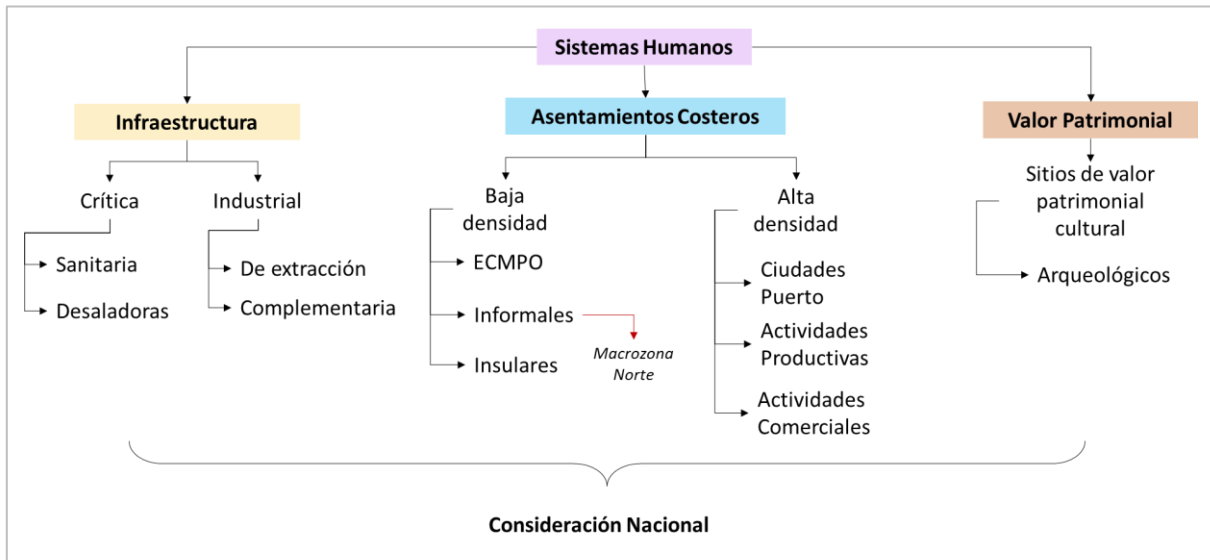 Sistemas Humanos
Infraestructura
Crítica
Sanitaria
Desaladoras
Industrial
De extracción
Complementaria
Asentamientos Costeros
Baja
densidad
ECMPO
Informales
Macrozona
Norte
Insulares
Alta
densidad
Ciudades
Puerto
Actividades
Productivas
Actividades
Comerciales
Valor Patrimonial
Sitios de valor
patrimonial
cultural
Arqueológicos
Consideración Nacional